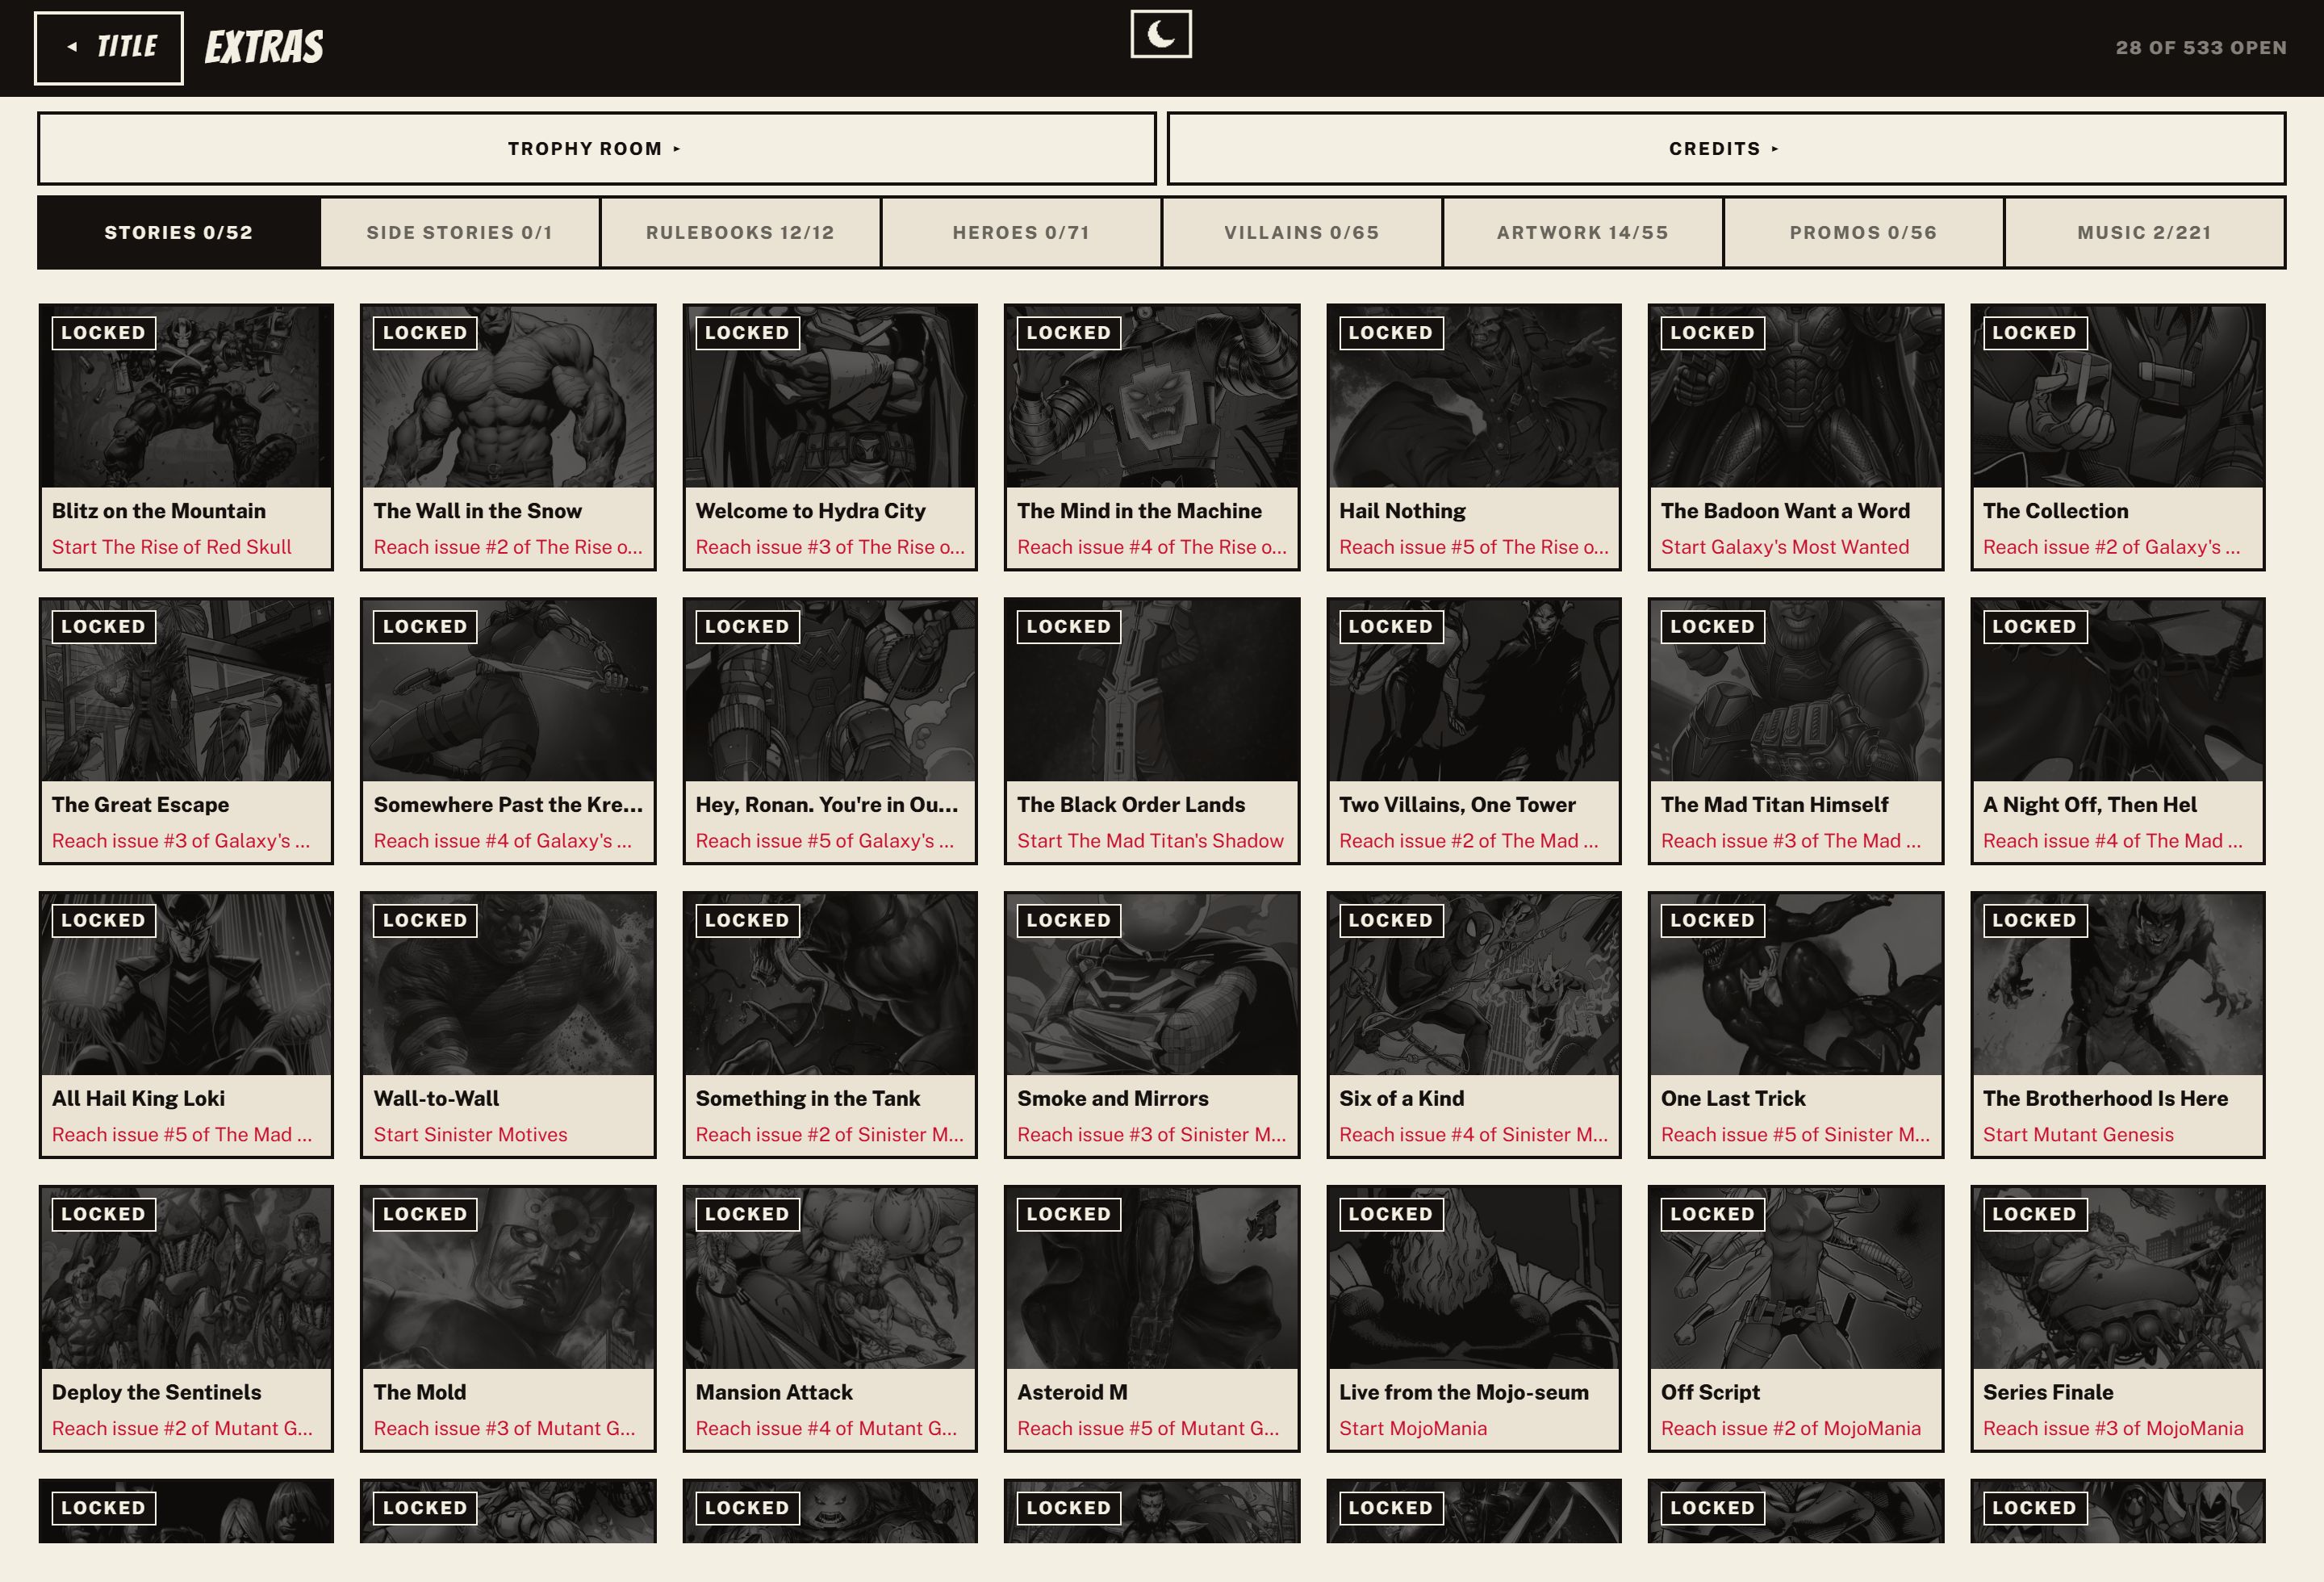 ◂ TITLE
EXTRAS
28 OF 533 OPEN
TROPHY ROOM ▸
CREDITS ▸
STORIES 0/52
SIDE STORIES 0/1
RULEBOOKS 12/12
HEROES 0/71
VILLAINS 0/65
ARTWORK 14/55
PROMOS 0/56
MUSIC 2/221
LOCKED
Blitz on the Mountain
Start The Rise of Red Skull
LOCKED
The Wall in the Snow
Reach issue #2 of The Rise o...
LOCKED
Welcome to Hydra City
Reach issue #3 of The Rise o...
LOCKED
The Mind in the Machine
Reach issue #4 of The Rise o...
LOCKED
Hail Nothing
Reach issue #5 of The Rise o...
LOCKED
The Badoon Want a Word
Start Galaxy's Most Wanted
LOCKED
The Collection
Reach issue #2 of Galaxy's ...
LOCKED
The Great Escape
Reach issue #3 of Galaxy's ...
LOCKED
Somewhere Past the Kre...
Reach issue #4 of Galaxy's ...
LOCKED
Hey, Ronan. You're in Ou...
Reach issue #5 of Galaxy's ...
LOCKED
The Black Order Lands
Start The Mad Titan's Shadow
LOCKED
Two Villains, One Tower
Reach issue #2 of The Mad ...
LOCKED
The Mad Titan Himself
Reach issue #3 of The Mad ...
LOCKED
A Night Off, Then Hel
Reach issue #4 of The Mad ...
LOCKED
All Hail King Loki
Reach issue #5 of The Mad ...
LOCKED
Wall-to-Wall
Start Sinister Motives
LOCKED
Something in the Tank
Reach issue #2 of Sinister M...
LOCKED
Smoke and Mirrors
Reach issue #3 of Sinister M...
LOCKED
Six of a Kind
Reach issue #4 of Sinister M...
LOCKED
One Last Trick
Reach issue #5 of Sinister M...
LOCKED
The Brotherhood Is Here
Start Mutant Genesis
LOCKED
Deploy the Sentinels
Reach issue #2 of Mutant G...
LOCKED
The Mold
Reach issue #3 of Mutant G...
LOCKED
Mansion Attack
Reach issue #4 of Mutant G...
LOCKED
Asteroid M
Reach issue #5 of Mutant G...
LOCKED
Live from the Mojo-seum
Start MojoMania
LOCKED
Off Script
Reach issue #2 of MojoMania
LOCKED
Series Finale
Reach issue #3 of MojoMania
LOCKED
LOCKED
LOCKED
LOCKED
LOCKED
LOCKED
LOCKED